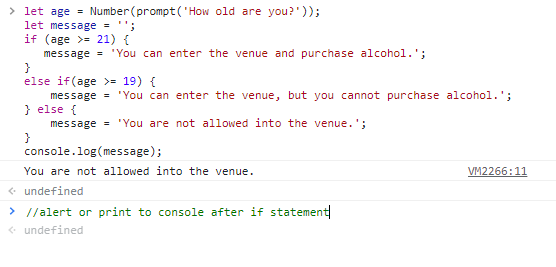 let age = Number(prompt('How old are you?'));
let message = '';
if (age >= 21) {
   message = 'You can enter the venue and purchase alcohol.';
}
else if(age >= 19) {
    message = 'You can enter the venue, but you cannot purchase alcohol.';
} else {
    message = 'You are not allowed into the venue.';
}
console.log(message);
You are not allowed into the venue. VM2266:11
undefined
//alert or print to console after if statement
undefined